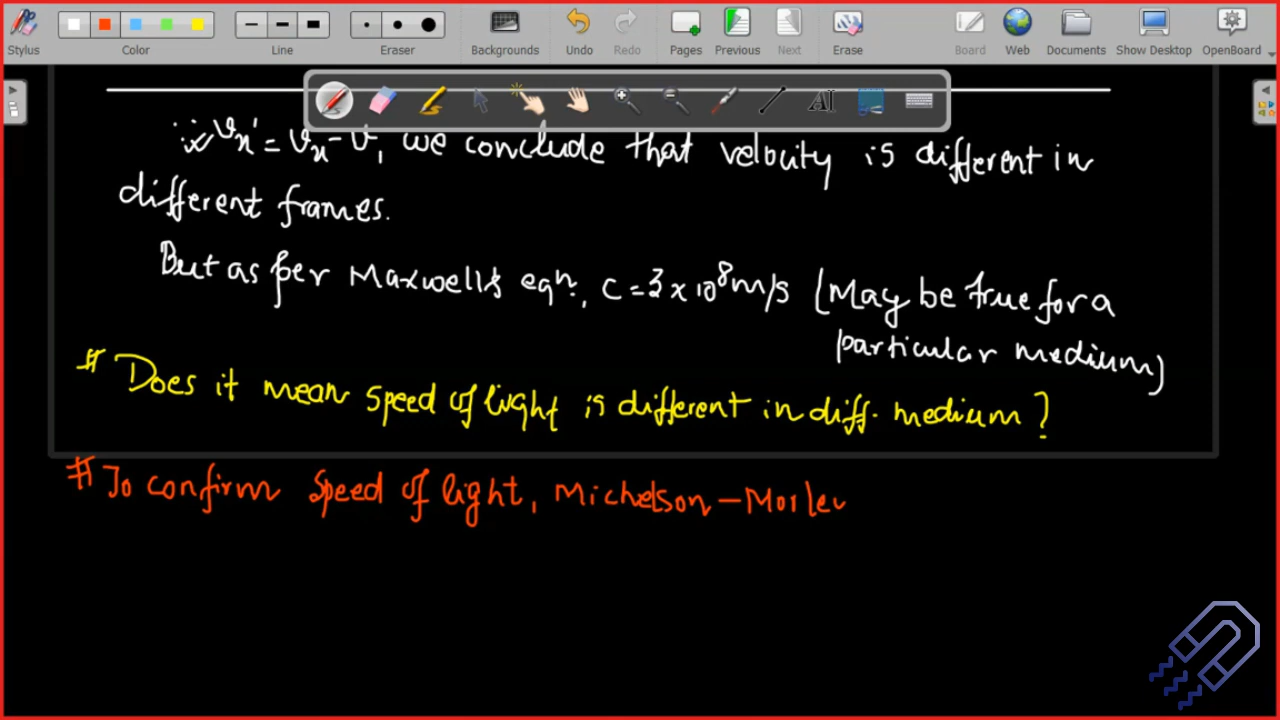 Stylus Color Line Eraser Backgrounds Undo Redo Pages Previous Next Erase Board Web Documents Show Desktop OpenBoard
∵ vx' = vx - v, we conclude that velocity is different in
different frames.
But as per Maxwell's eqn., c = 3 x 10⁸ m/s (May be true for a
particular medium)
# Does it mean speed of light is different in diff. medium?
# To confirm speed of light, Michelson - Morley